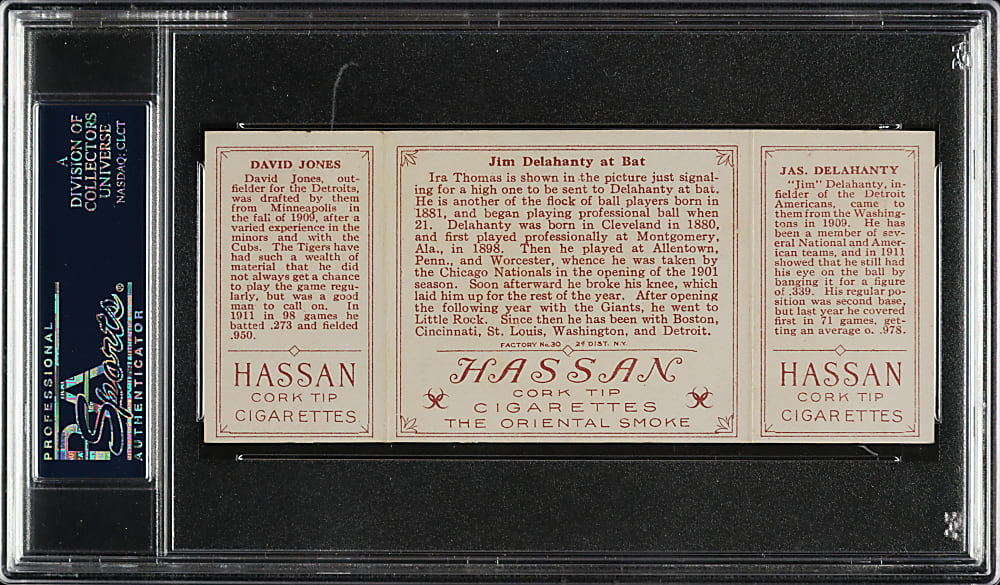 A
DIVISION OF
COLLECTORS
UNIVERSE
NASDAQ: CLCT
PROFESSIONAL
PSA
Sports®
AUTHENTICATOR
DAVID JONES
David Jones, out-
fielder for the Detroits,
was drafted by them
from Minneapolis in
the fall of 1909, after a
varied experience in the
minors and with the
Cubs. The Tigers have
had such a wealth of
material that he did
not always get a chance
to play the game regu-
larly, but was a good
man to call on. In
1911 in 98 games he
batted .273 and fielded
.950.
HASSAN
CORK TIP
CIGARETTES
Jim Delahanty at Bat
Ira Thomas is shown in the picture just signal-
ing for a high one to be sent to Delahanty at bat.
He is another of the flock of ball players born in
1881, and began playing professional ball when
21. Delahanty was born in Cleveland in 1880,
and first played professionally at Montgomery,
Ala., in 1898. Then he played at Allentown,
Penn., and Worcester, whence he was taken by
the Chicago Nationals in the opening of the 1901
season. Soon afterward he broke his knee, which
laid him up for the rest of the year. After opening
the following year with the Giants, he went to
Little Rock. Since then he has been with Boston,
Cincinnati, St. Louis, Washington, and Detroit.
FACTORY No. 30 2d DIST. N.Y.
HASSAN
CORK TIP
CIGARETTES
THE ORIENTAL SMOKE
JAS. DELAHANTY
"Jim" Delahanty, in-
fielder of the Detroit
Americans, came to
them from the Washing-
tons in 1909. He has
been a member of sev-
eral National and Amer-
ican teams, and in 1911
showed that he still had
his eye on the ball by
banging it for a figure
of .339. His regular po-
sition was second base,
but last year he covered
first in 71 games, get-
ting an average o. .978.
HASSAN
CORK TIP
CIGARETTES